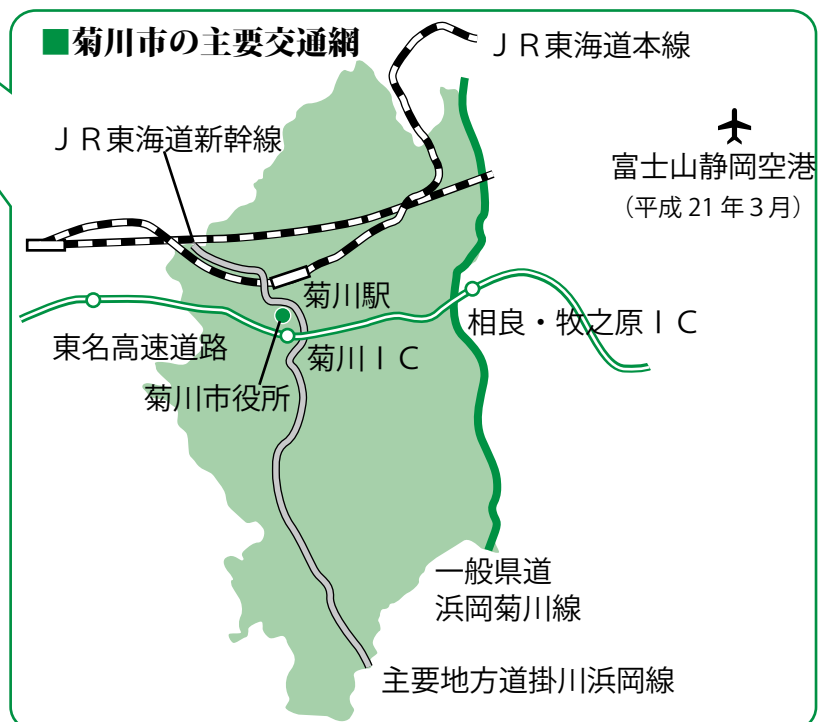 ■菊川市の主要交通網
ＪＲ東海道本線
ＪＲ東海道新幹線
富士山静岡空港
（平成 21 年 3 月）
菊川駅
相良・牧之原ＩＣ
東名高速道路
菊川ＩＣ
菊川市役所
一般県道
浜岡菊川線
主要地方道掛川浜岡線